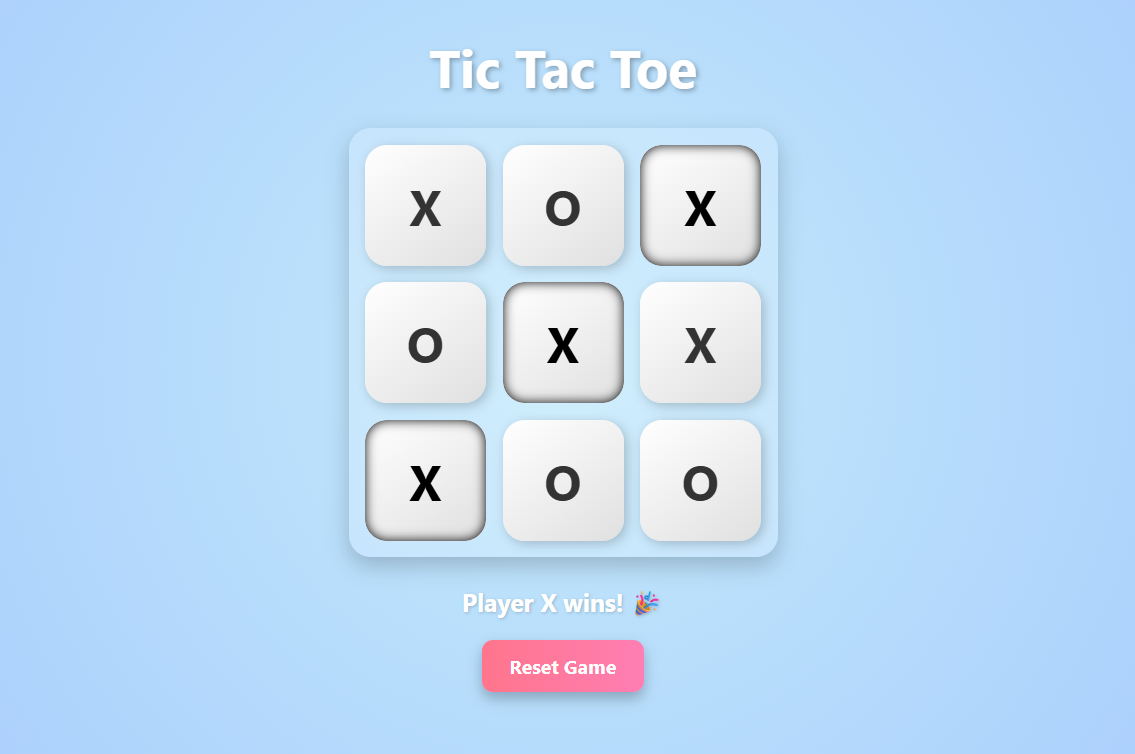 Tic Tac Toe
X O X
O X X
X O O
Player X wins! 🎉
Reset Game